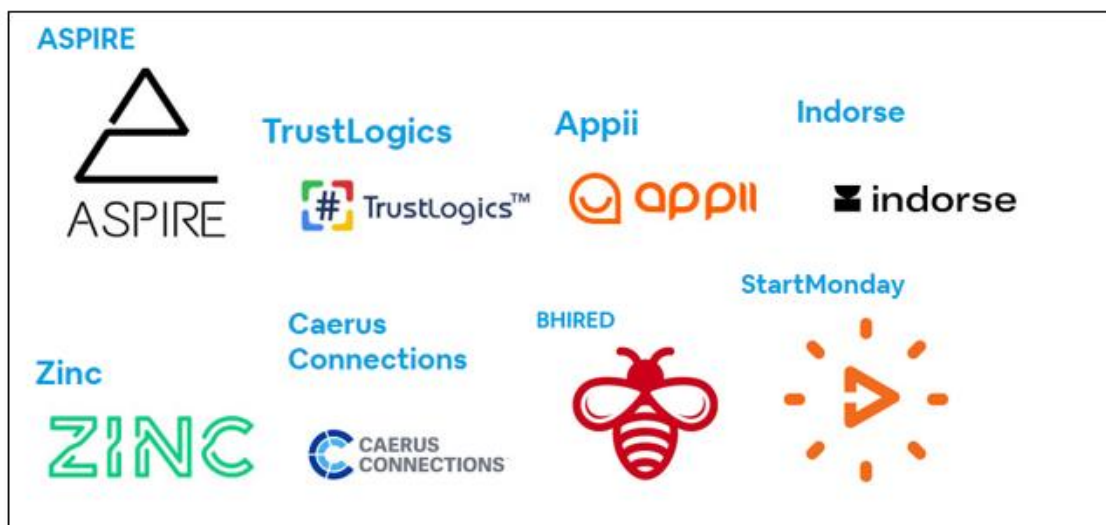 ASPIRE
ASPIRE
TrustLogics
# TrustLogics™
Appii
appii
Indorse
indorse
Zinc
ZINC
Caerus
Connections
CAERUS
CONNECTIONS
BHIRED
StartMonday